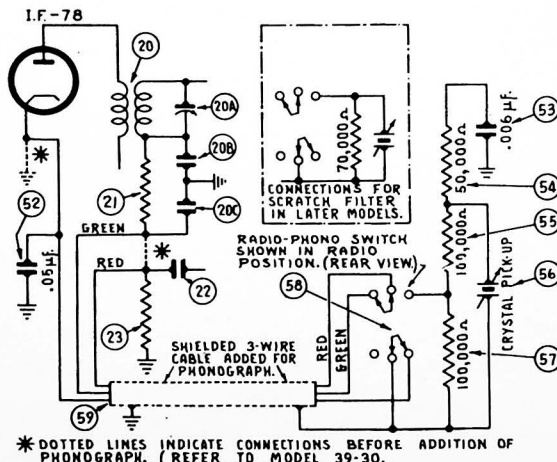 I.F.-78
20
20A
20B
20C
21
GREEN
RED
22
23
52
.05µf.
70,000Ω
CONNECTIONS FOR
SCRATCH FILTER
IN LATER MODELS.
RADIO-PHONO SWITCH
SHOWN IN RADIO
POSITION. (REAR VIEW)
58
RED
GREEN
53
.006µf.
50,000Ω
54
55
100,000Ω
56
CRYSTAL PICK-UP
57
100,000Ω
SHIELDED 3-WIRE
CABLE ADDED FOR
PHONOGRAPH.
59
* DOTTED LINES INDICATE CONNECTIONS BEFORE ADDITION OF
PHONOGRAPH. (REFER TO MODEL 39-30.